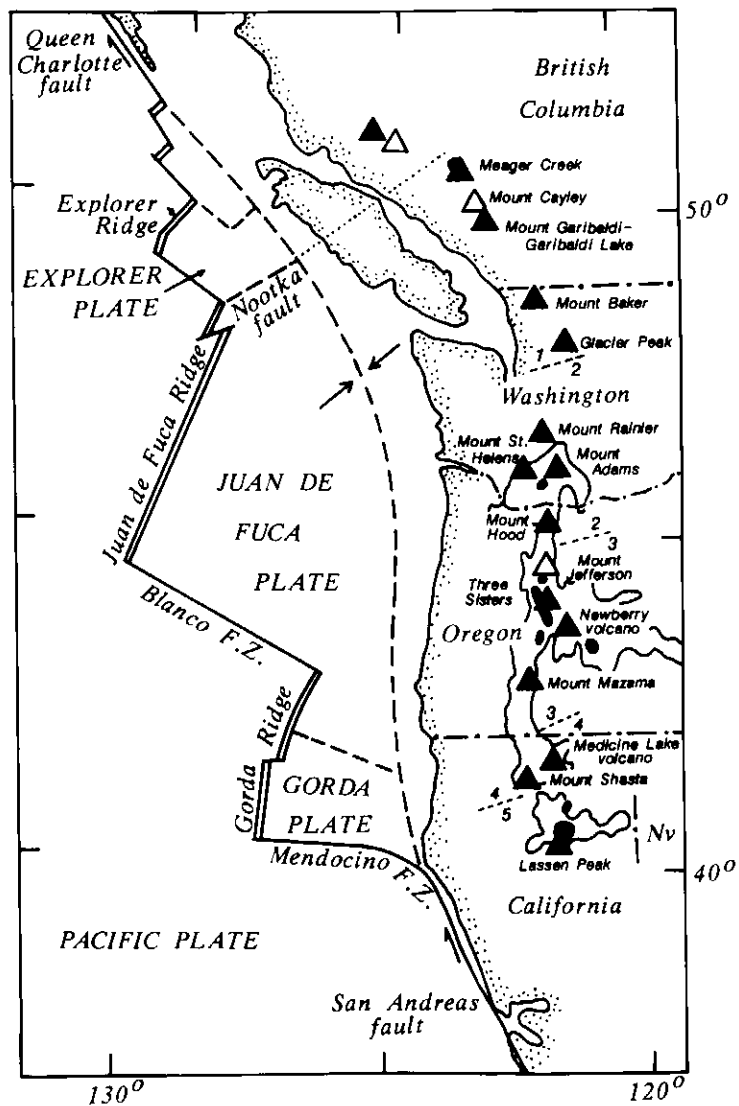 Queen
Charlotte
fault
British
Columbia
Meager Creek
Mount Cayley
50°
Mount Garibaldi-
Garibaldi Lake
Explorer
Ridge
EXPLORER
PLATE
Nootka
fault
Mount Baker
Glacier Peak
1
2
Washington
Juan de Fuca Ridge
Mount Rainier
Mount St.
Helens
Mount
Adams
JUAN DE
FUCA
PLATE
Mount
Hood
2
3
Mount
Jefferson
Three
Sisters
Blanco F.Z.
Oregon
Newberry
volcano
Mount Mazama
3
4
Gorda Ridge
Medicine Lake
volcano
Mount Shasta
GORDA
PLATE
4
5
Nv
Mendocino F.Z.
Lassen Peak
40°
California
PACIFIC PLATE
San Andreas
fault
130°
120°